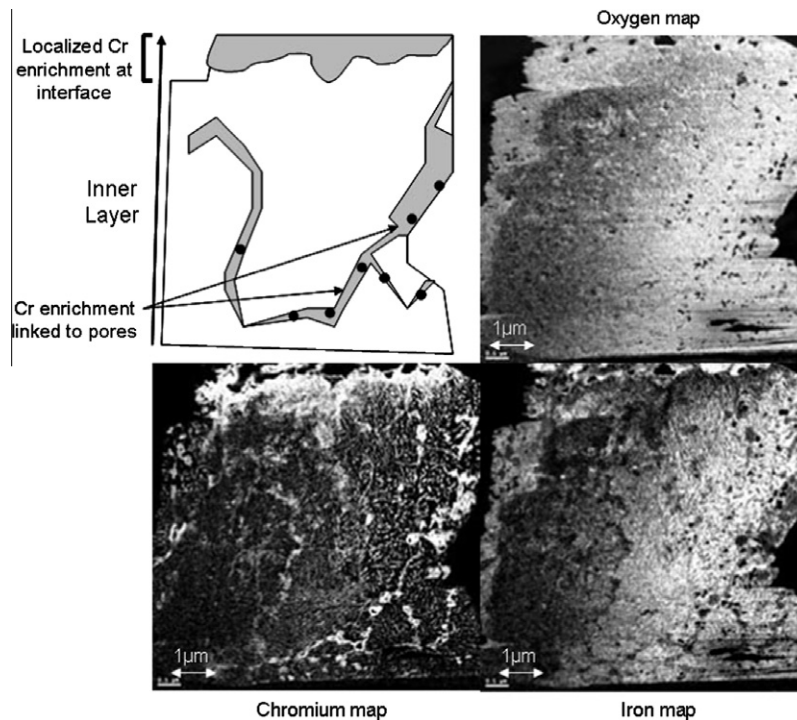 Oxygen map
Localized Cr
enrichment at
interface
Inner
Layer
Cr enrichment
linked to pores
1µm
1µm
1µm
Chromium map
Iron map